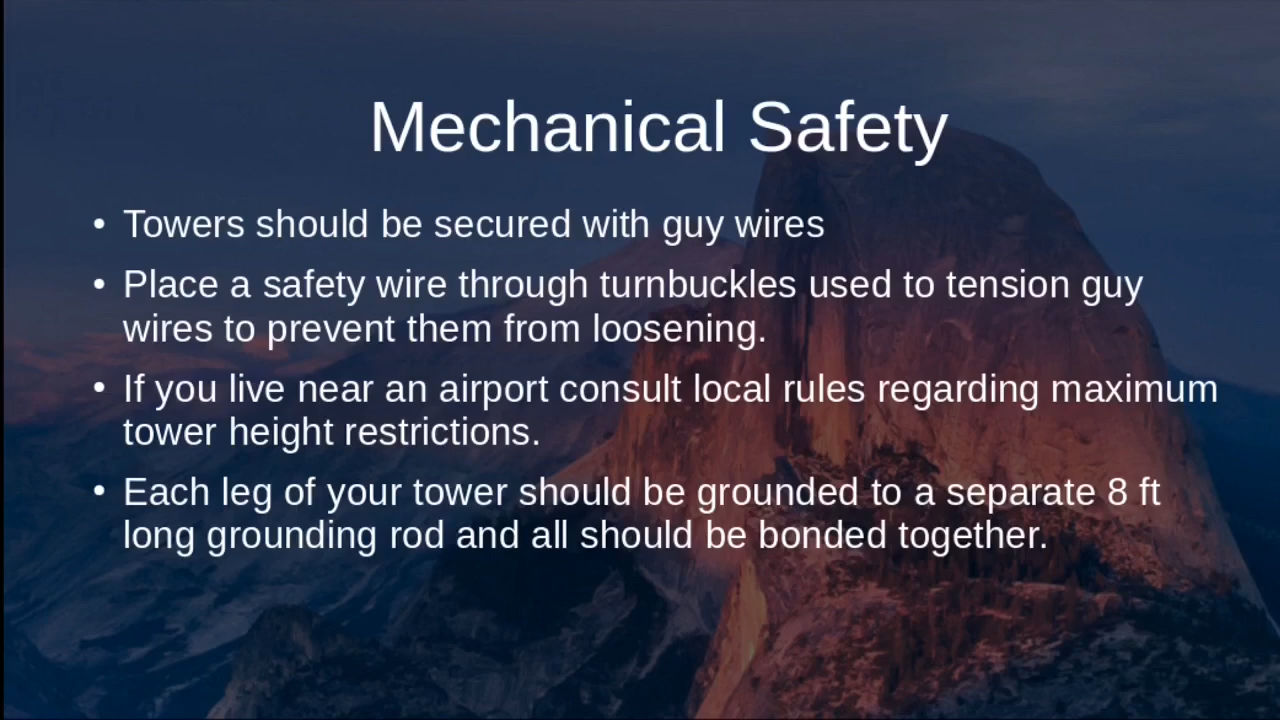 Mechanical Safety
• Towers should be secured with guy wires
• Place a safety wire through turnbuckles used to tension guy
wires to prevent them from loosening.
• If you live near an airport consult local rules regarding maximum
tower height restrictions.
• Each leg of your tower should be grounded to a separate 8 ft
long grounding rod and all should be bonded together.